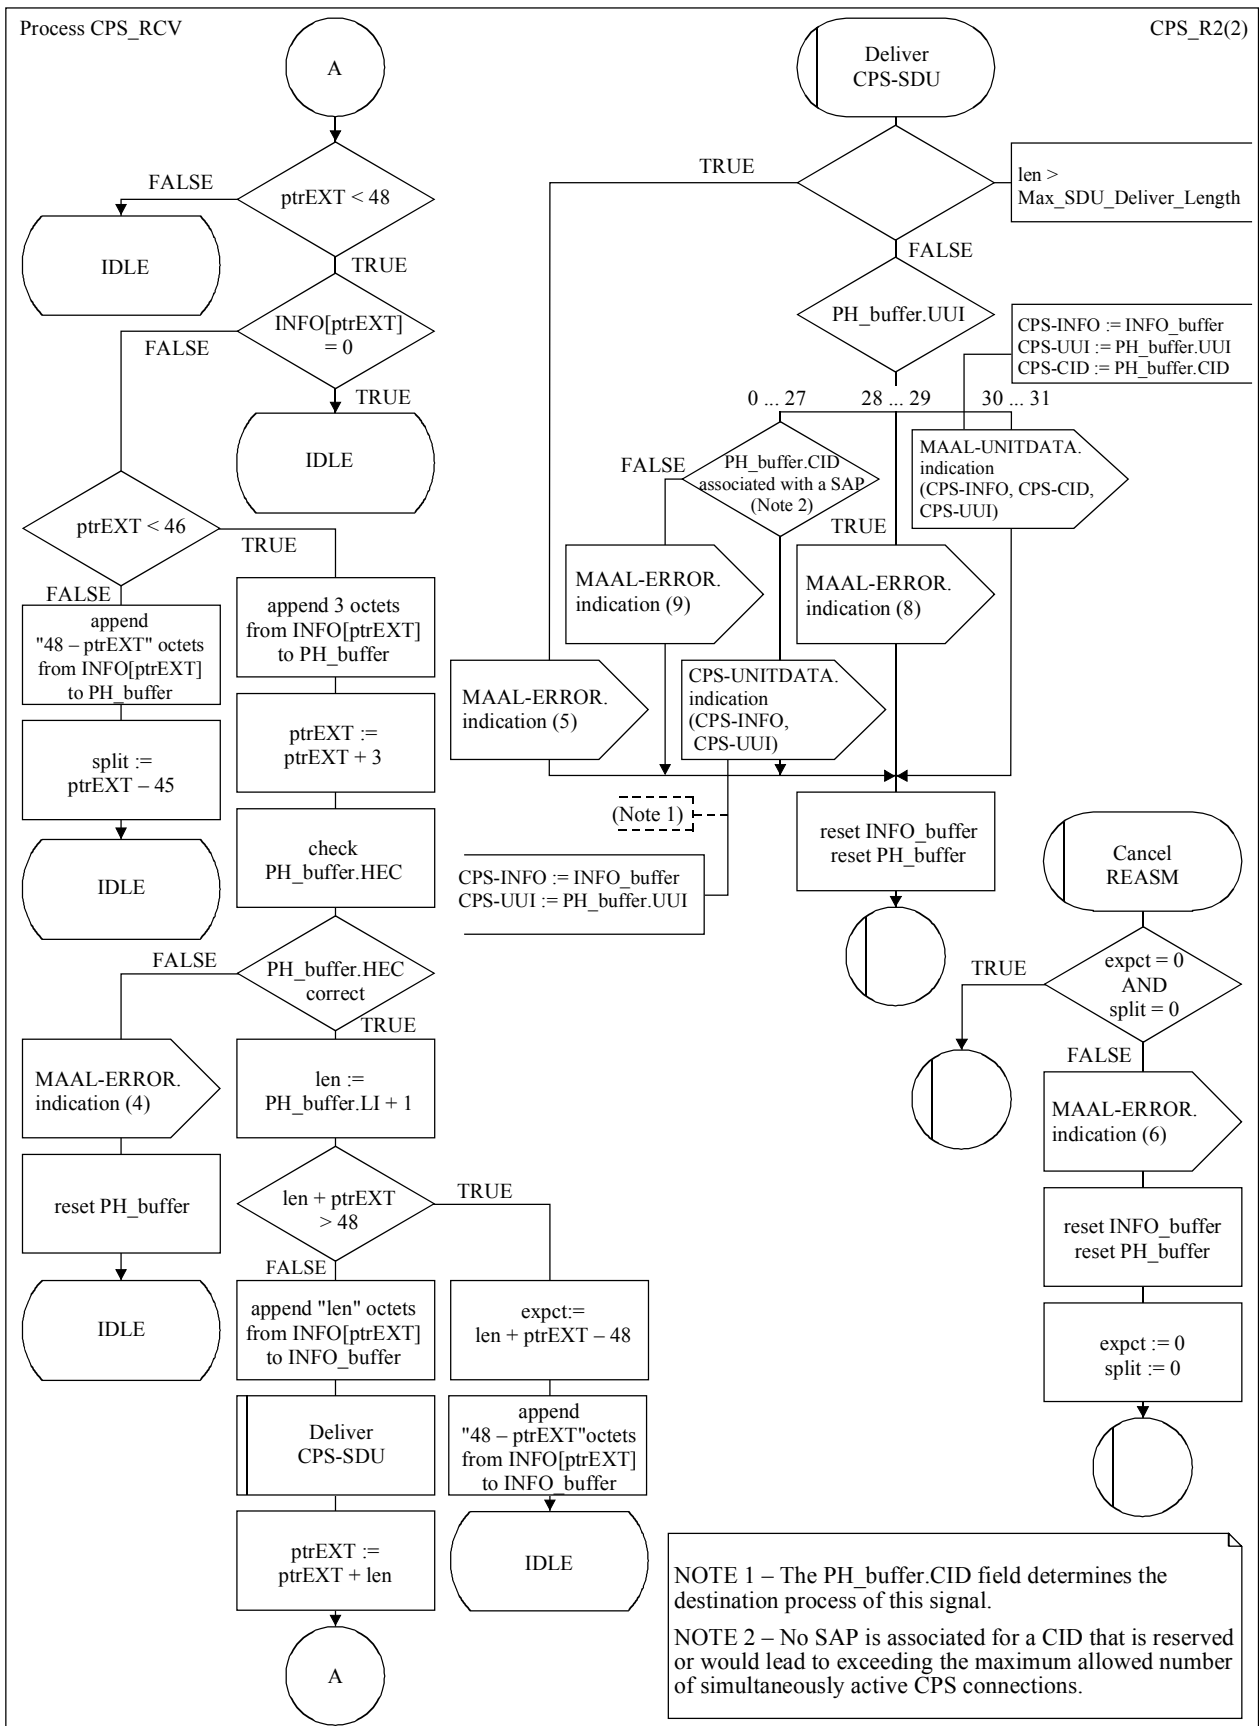 Process CPS_RCV
CPS_R2(2)
A
ptrEXT < 48
FALSE
IDLE
TRUE
INFO[ptrEXT]
= 0
FALSE
TRUE
IDLE
ptrEXT < 46
TRUE
FALSE
append
"48 – ptrEXT" octets
from INFO[ptrEXT]
to PH_buffer
split :=
ptrEXT – 45
IDLE
append 3 octets
from INFO[ptrEXT]
to PH_buffer
ptrEXT :=
ptrEXT + 3
check
PH_buffer.HEC
PH_buffer.HEC
correct
FALSE
TRUE
MAAL-ERROR.
indication (4)
reset PH_buffer
IDLE
len :=
PH_buffer.LI + 1
len + ptrEXT
> 48
TRUE
FALSE
append "len" octets
from INFO[ptrEXT]
to INFO_buffer
Deliver
CPS-SDU
ptrEXT :=
ptrEXT + len
A
expct:=
len + ptrEXT – 48
append
"48 – ptrEXT"octets
from INFO[ptrEXT]
to INFO_buffer
IDLE
Deliver
CPS-SDU
TRUE
len >
Max_SDU_Deliver_Length
FALSE
PH_buffer.UUI
CPS-INFO := INFO_buffer
CPS-UUI := PH_buffer.UUI
CPS-CID := PH_buffer.CID
0 ... 27
28 ... 29
30 ... 31
PH_buffer.CID
associated with a SAP
(Note 2)
FALSE
TRUE
MAAL-UNITDATA.
indication
(CPS-INFO, CPS-CID,
CPS-UUI)
MAAL-ERROR.
indication (9)
MAAL-ERROR.
indication (8)
MAAL-ERROR.
indication (5)
CPS-UNITDATA.
indication
(CPS-INFO,
CPS-UUI)
(Note 1)
CPS-INFO := INFO_buffer
CPS-UUI := PH_buffer.UUI
reset INFO_buffer
reset PH_buffer
Cancel
REASM
expct = 0
AND
split = 0
TRUE
FALSE
MAAL-ERROR.
indication (6)
reset INFO_buffer
reset PH_buffer
expct := 0
split := 0
NOTE 1 – The PH_buffer.CID field determines the
destination process of this signal.
NOTE 2 – No SAP is associated for a CID that is reserved
or would lead to exceeding the maximum allowed number
of simultaneously active CPS connections.